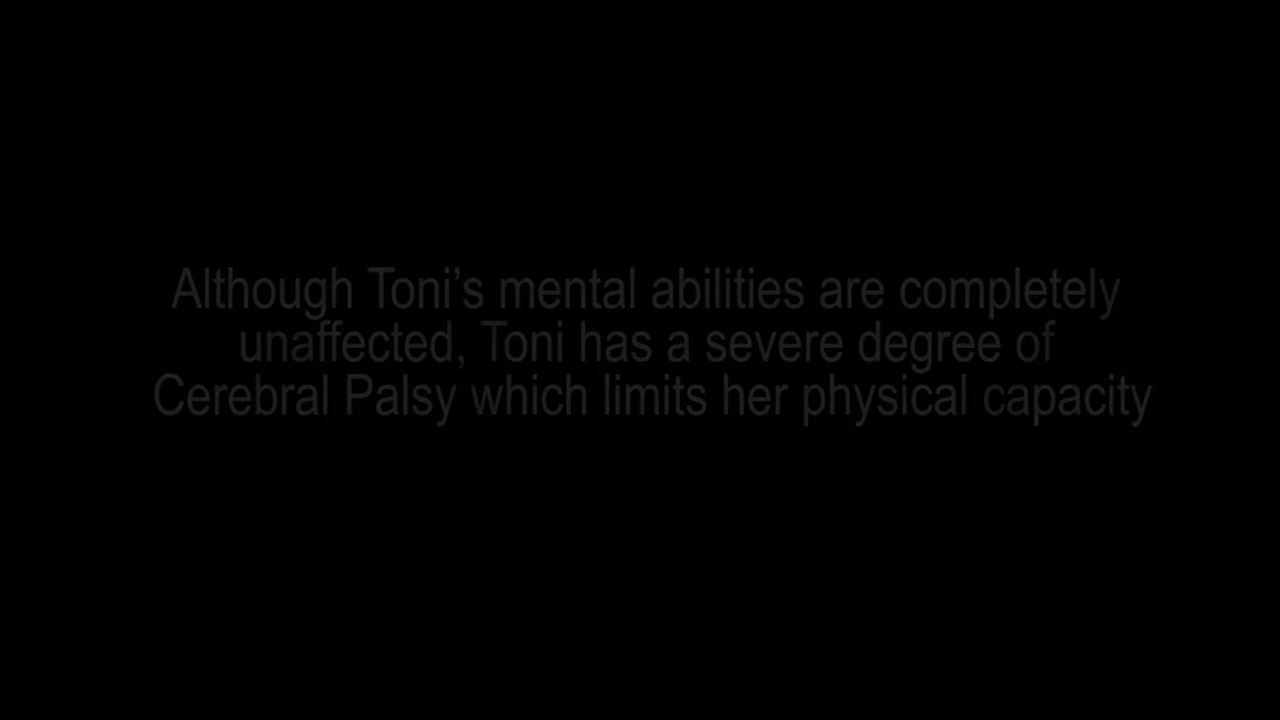 Although Toni’s mental abilities are completely
unaffected, Toni has a severe degree of
Cerebral Palsy which limits her physical capacity